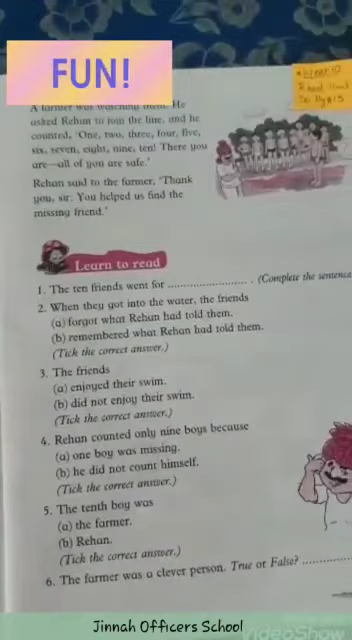 FUN!
A farmer was watching them. He
asked Rehan to join the line, and he
counted, 'One, two, three, four, five,
six, seven, eight, nine, ten! There you
are—all of you are safe.'
Rehan said to the farmer, 'Thank
you, sir. You helped us find the
missing friend.'
Learn to read
1. The ten friends went for .......................... . (Complete the sentence
2. When they got into the water, the friends
(a) forgot what Rehan had told them.
(b) remembered what Rehan had told them.
(Tick the correct answer.)
3. The friends
(a) enjoyed their swim.
(b) did not enjoy their swim.
(Tick the correct answer.)
4. Rehan counted only nine boys because
(a) one boy was missing.
(b) he did not count himself.
(Tick the correct answer.)
5. The tenth boy was
(a) the farmer.
(b) Rehan.
(Tick the correct answer.)
6. The farmer was a clever person. True or False? ..............
Jinnah Officers School
VideoShow